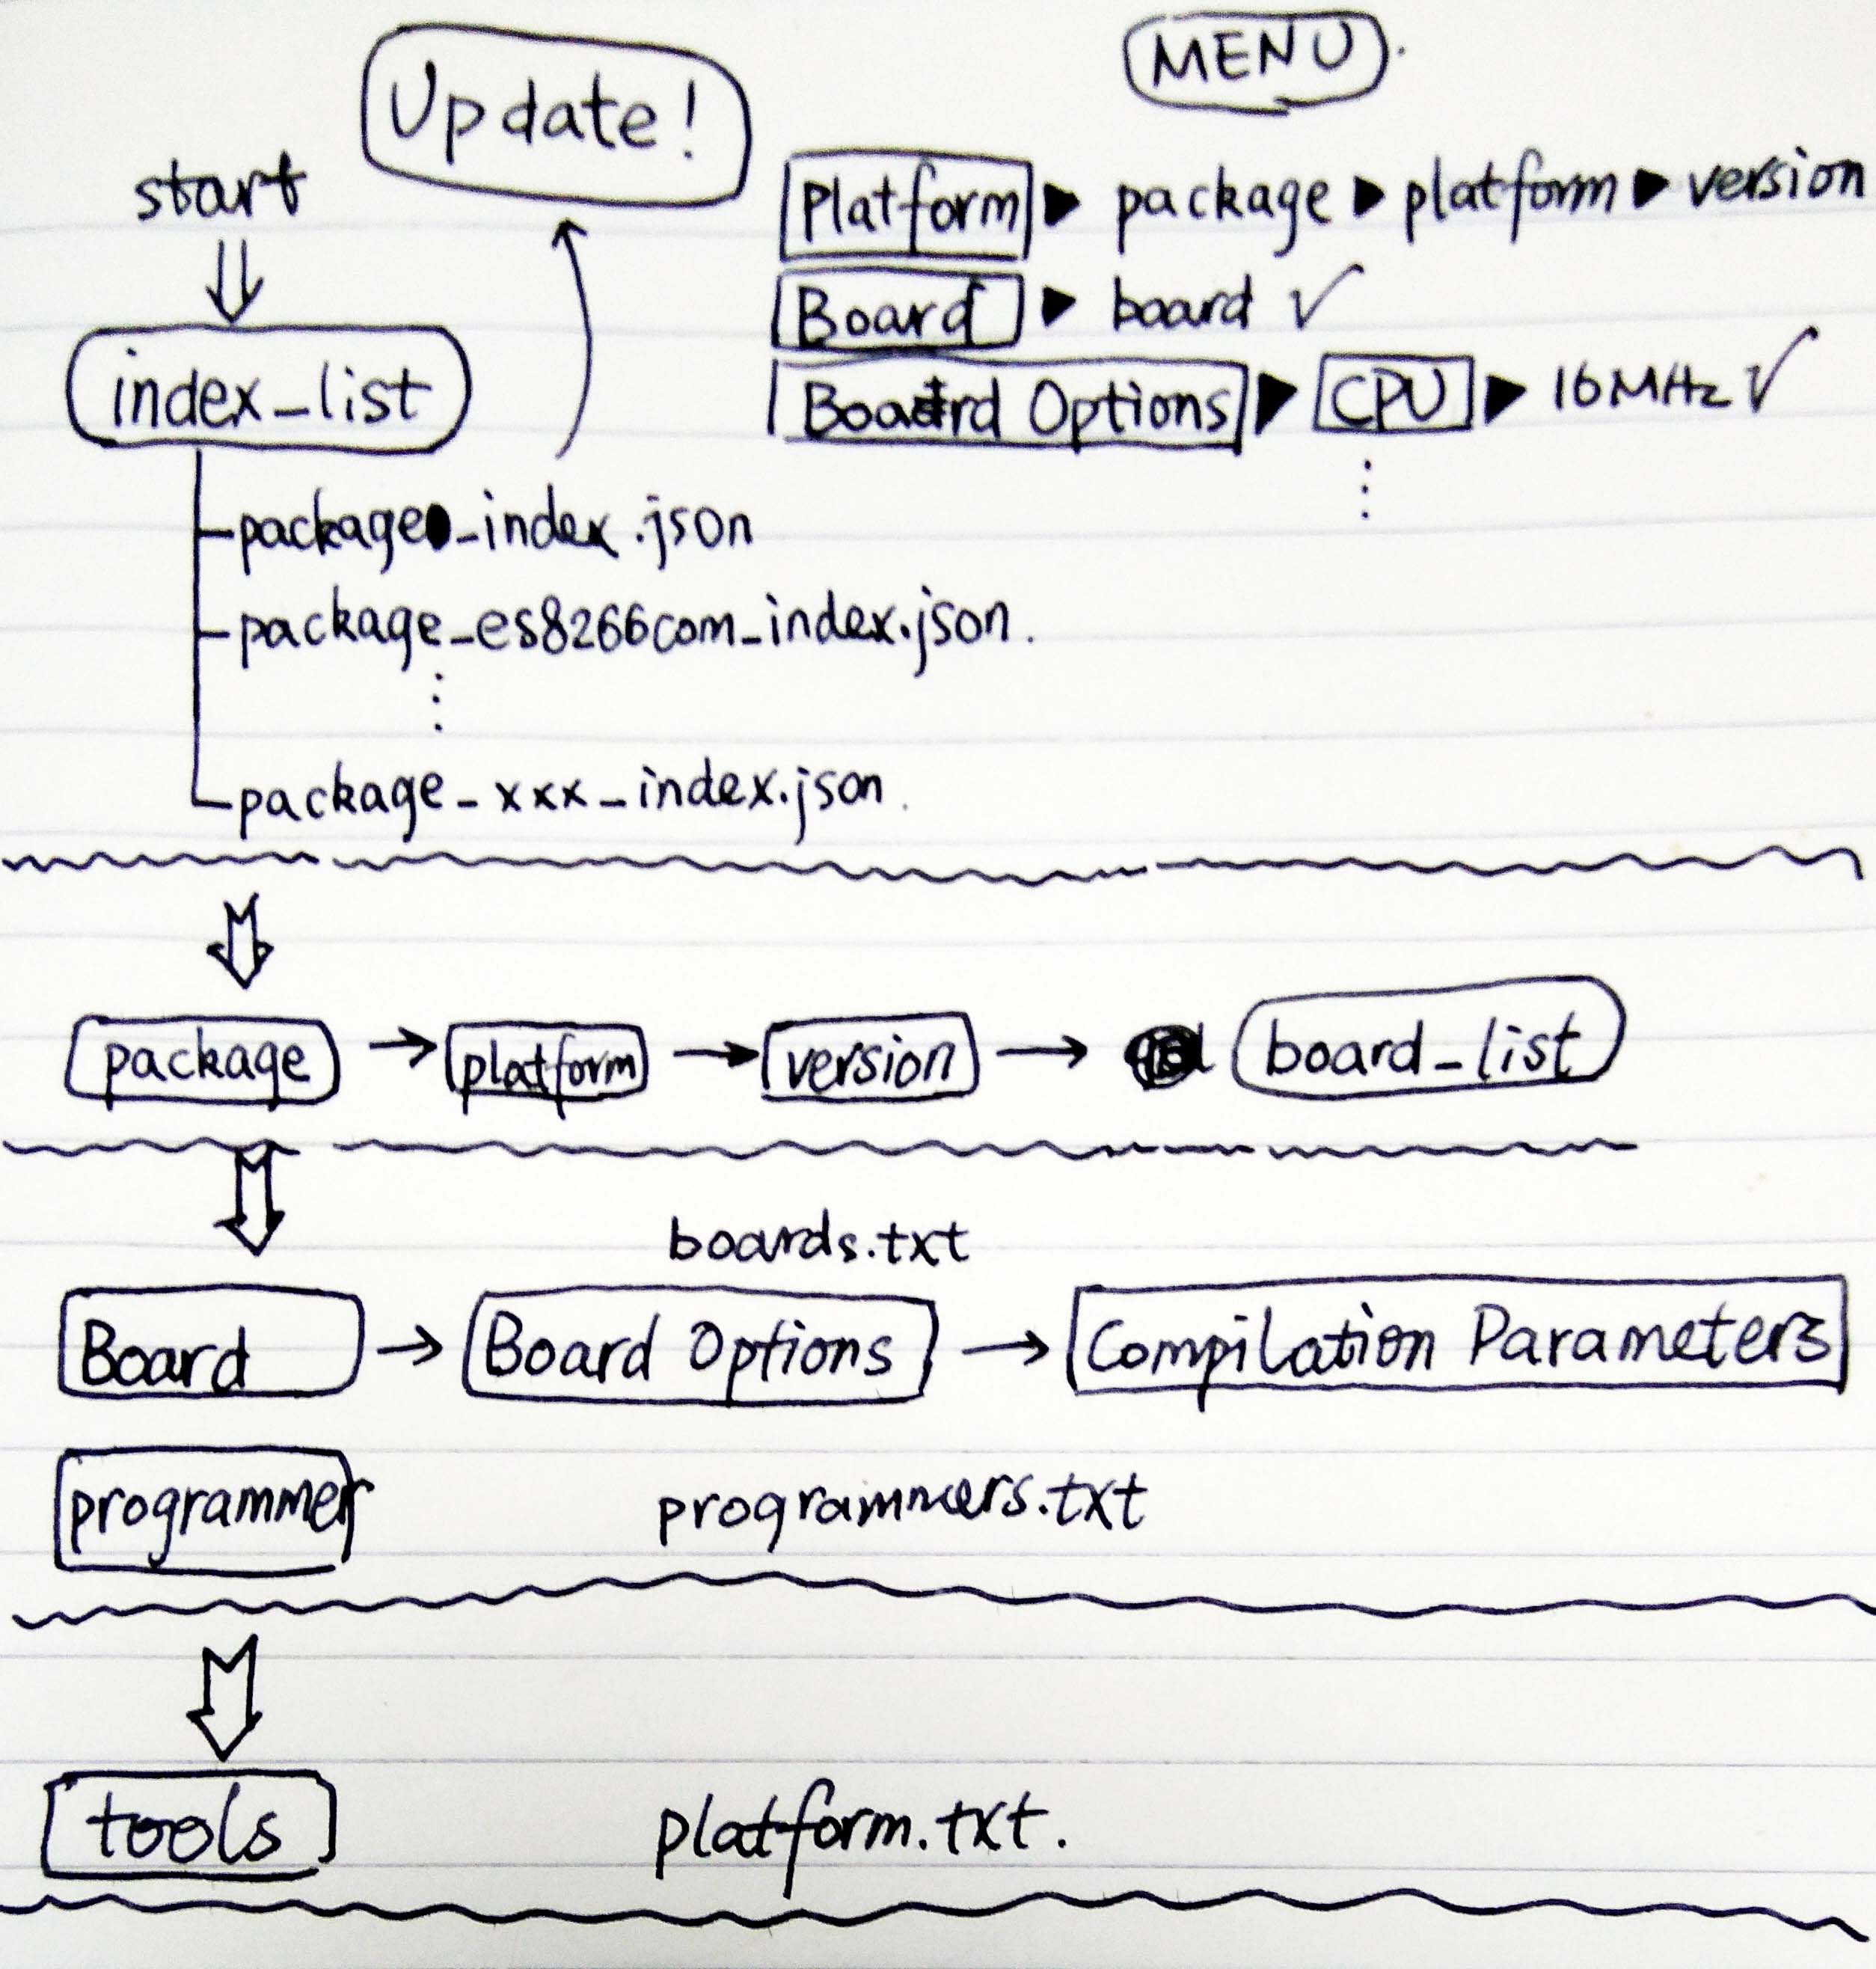 Update!
MENU
start
Platform ▶ package ▶ platform ▶ version
Board ▶ board ✓
index_list
Board Options ▶ CPU ▶ 16MHz ✓
package_index.json
package_es8266com_index.json.
package_xxx_index.json.
package → platform → version → board_list
boards.txt
Board → Board Options → Compilation Parameters
programmer programmers.txt
tools platform.txt.